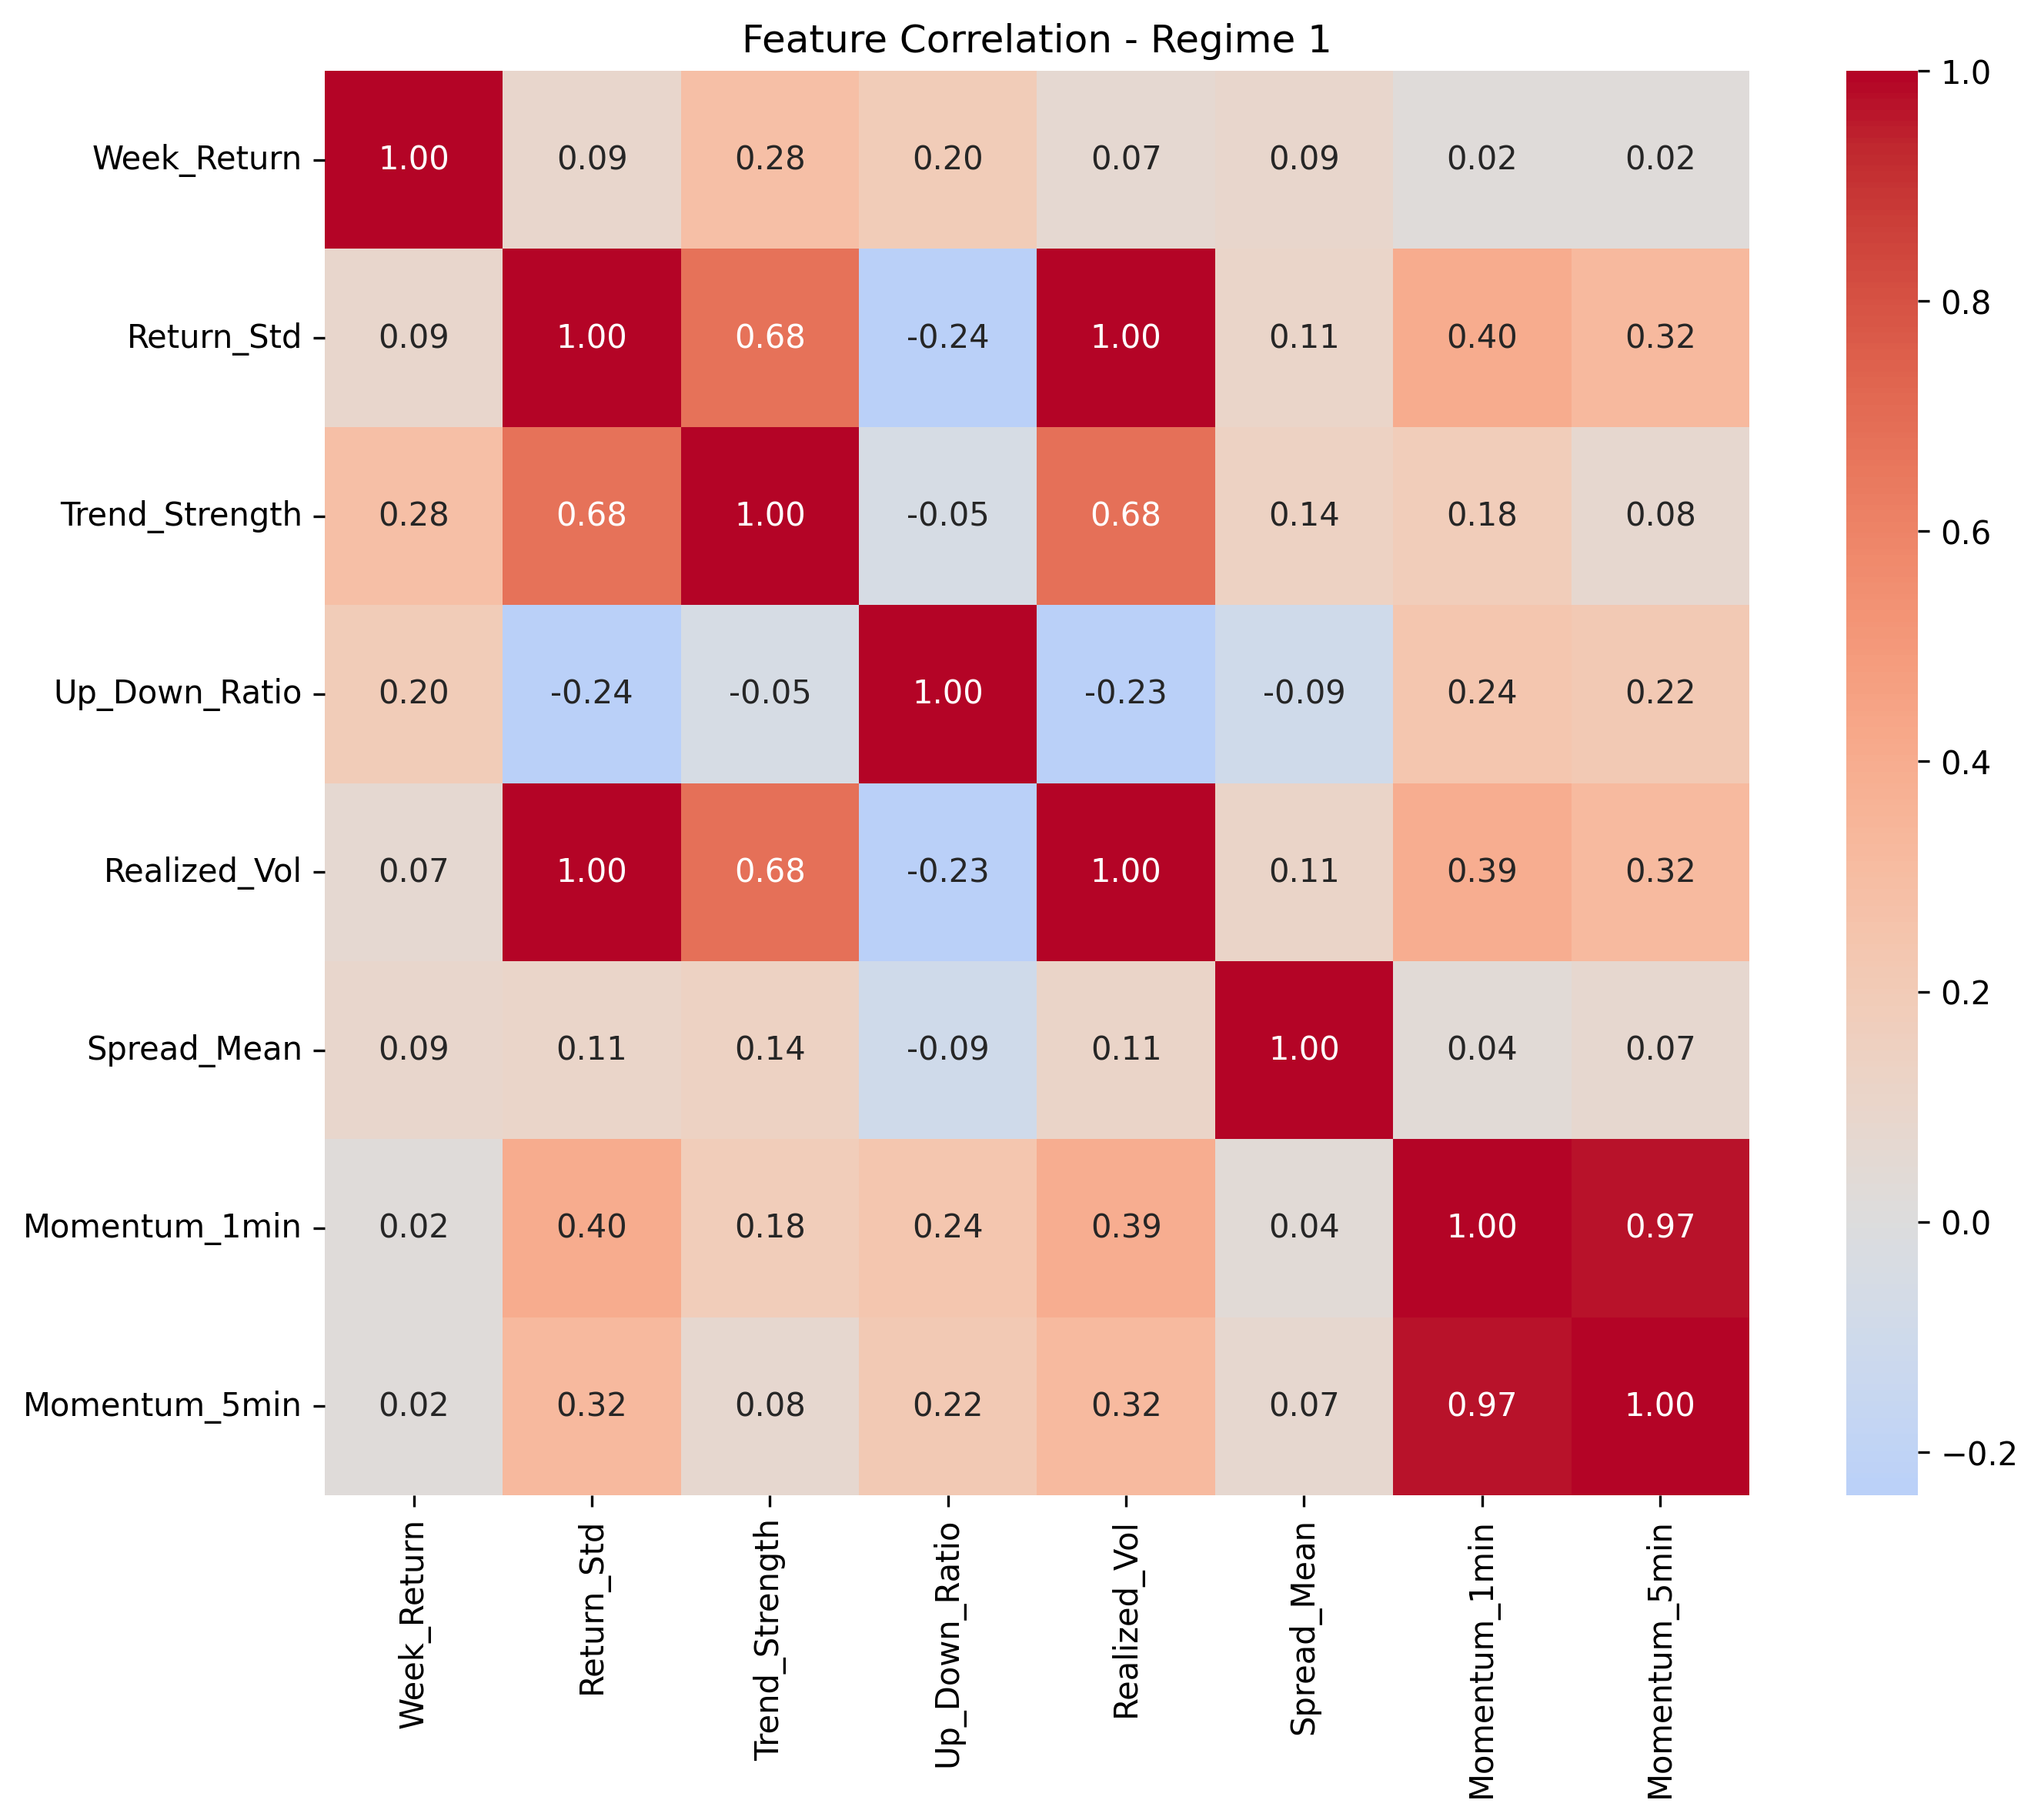 Feature Correlation - Regime 1
Week_Return 1.00 0.09 0.28 0.20 0.07 0.09 0.02 0.02
Return_Std 0.09 1.00 0.68 -0.24 1.00 0.11 0.40 0.32
Trend_Strength 0.28 0.68 1.00 -0.05 0.68 0.14 0.18 0.08
Up_Down_Ratio 0.20 -0.24 -0.05 1.00 -0.23 -0.09 0.24 0.22
Realized_Vol 0.07 1.00 0.68 -0.23 1.00 0.11 0.39 0.32
Spread_Mean 0.09 0.11 0.14 -0.09 0.11 1.00 0.04 0.07
Momentum_1min 0.02 0.40 0.18 0.24 0.39 0.04 1.00 0.97
Momentum_5min 0.02 0.32 0.08 0.22 0.32 0.07 0.97 1.00
Week_Return
Return_Std
Trend_Strength
Up_Down_Ratio
Realized_Vol
Spread_Mean
Momentum_1min
Momentum_5min
1.0
0.8
0.6
0.4
0.2
0.0
−0.2